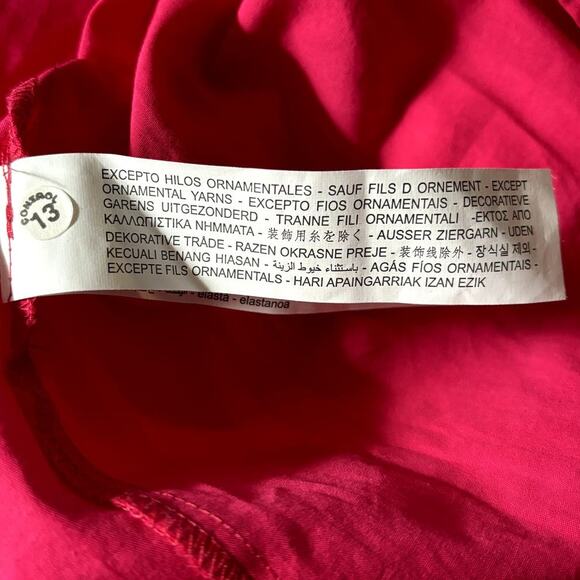 CONTROL
13
EXCEPTO HILOS ORNAMENTALES - SAUF FILS D ORNEMENT - EXCEPT
ORNAMENTAL YARNS - EXCEPTO FIOS ORNAMENTAIS - DECORATIEVE
GARENS UITGEZONDERD - TRANNE FILI ORNAMENTALI -ΕΚΤΟΣ ΑΠΟ
ΚΑΛΛΩΠΙΣΤΙΚΑ ΝΗΜΜΑΤΑ - 装飾用糸を除く - AUSSER ZIERGARN - UDEN
DEKORATIVE TRÅDE - RAZEN OKRASNE PREJE - 装饰线除外 - 장식실 제외 -
KECUALI BENANG HIASAN - باستثناء خيوط الزينة - AGÁS FÍOS ORNAMENTAIS -
EXCEPTE FILS ORNAMENTALS - HARI APAINGARRIAK IZAN EZIK
elasta - elastanoa